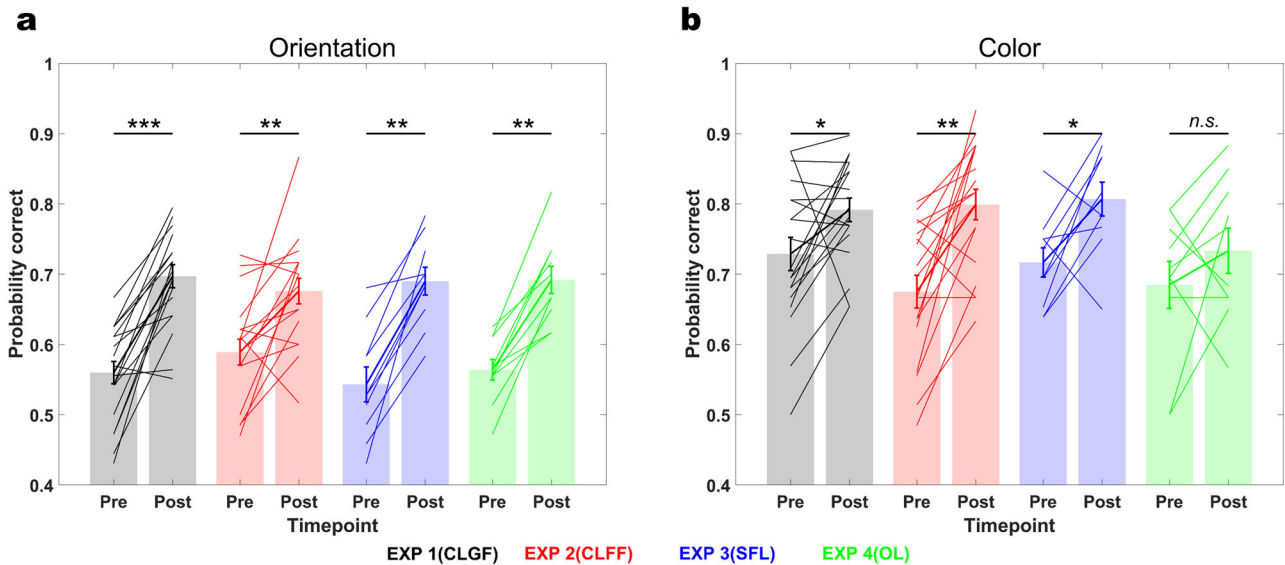 a
Orientation
Probability correct
1
0.9
0.8
0.7
0.6
0.5
0.4
***
**
**
**
Pre Post Pre Post Pre Post Pre Post
Timepoint
b
Color
Probability correct
1
0.9
0.8
0.7
0.6
0.5
0.4
*
**
*
n.s.
Pre Post Pre Post Pre Post Pre Post
Timepoint
EXP 1(CLGF) EXP 2(CLFF) EXP 3(SFL) EXP 4(OL)